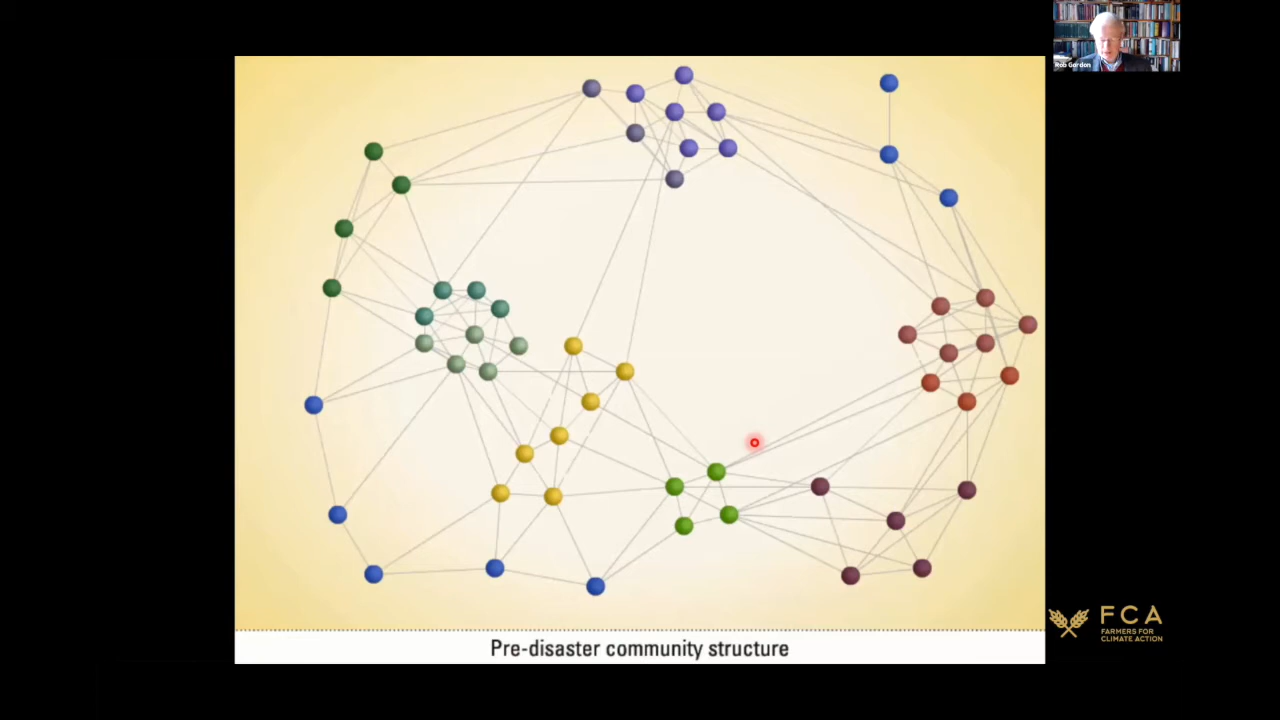 Rob Gordon
Pre-disaster community structure
FCA
FARMERS FOR
CLIMATE ACTION